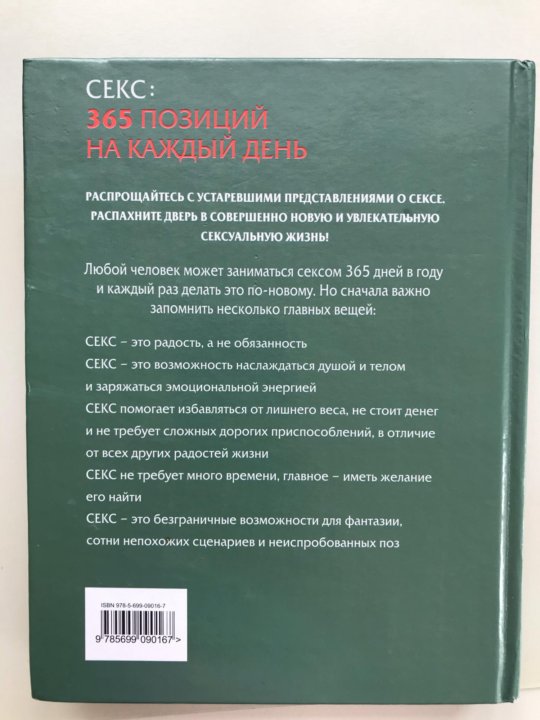 СЕКС:
365 ПОЗИЦИЙ
НА КАЖДЫЙ ДЕНЬ
РАСПРОЩАЙТЕСЬ С УСТАРЕВШИМИ ПРЕДСТАВЛЕНИЯМИ О СЕКСЕ.
РАСПАХНИТЕ ДВЕРЬ В СОВЕРШЕННО НОВУЮ И УВЛЕКАТЕЛЬНУЮ
СЕКСУАЛЬНУЮ ЖИЗНЬ!
Любой человек может заниматься сексом 365 дней в году
и каждый раз делать это по-новому. Но сначала важно
запомнить несколько главных вещей:
СЕКС – это радость, а не обязанность
СЕКС – это возможность наслаждаться душой и телом
и заряжаться эмоциональной энергией
СЕКС помогает избавляться от лишнего веса, не стоит денег
и не требует сложных дорогих приспособлений, в отличие
от всех других радостей жизни
СЕКС не требует много времени, главное – иметь желание
его найти
СЕКС – это безграничные возможности для фантазии,
сотни непохожих сценариев и неиспробованных поз
ISBN 978-5-699-09016-7
9 785699 090167>